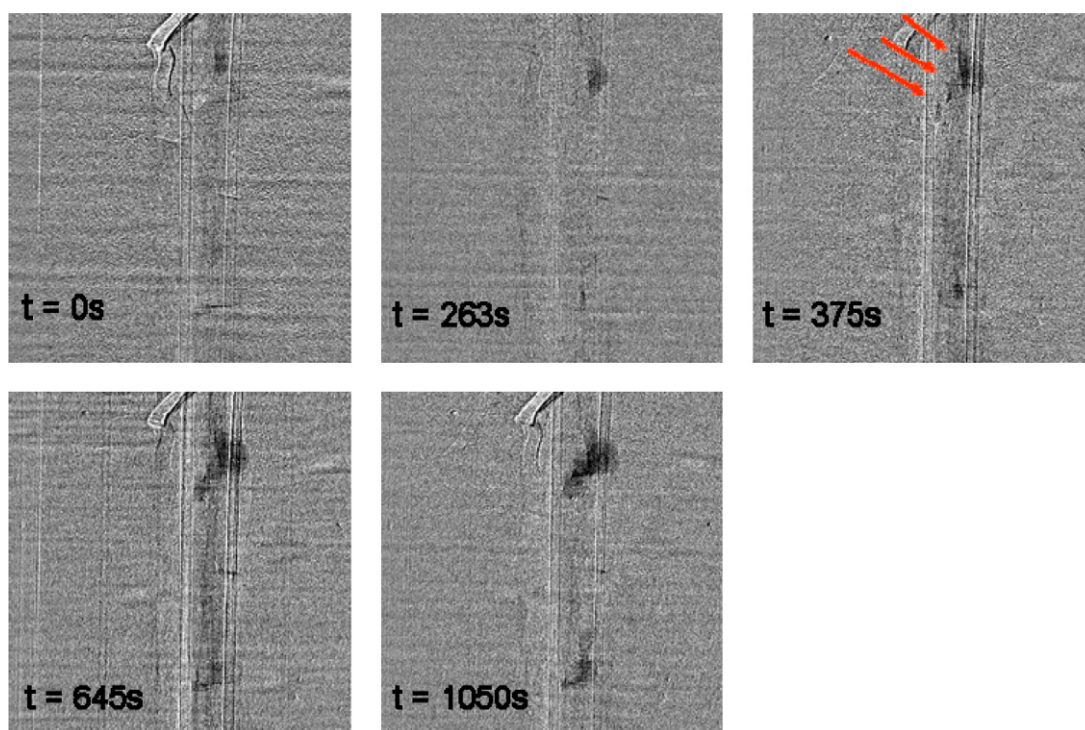 t = 0s
t = 263s
t = 375s
t = 645s
t = 1050s